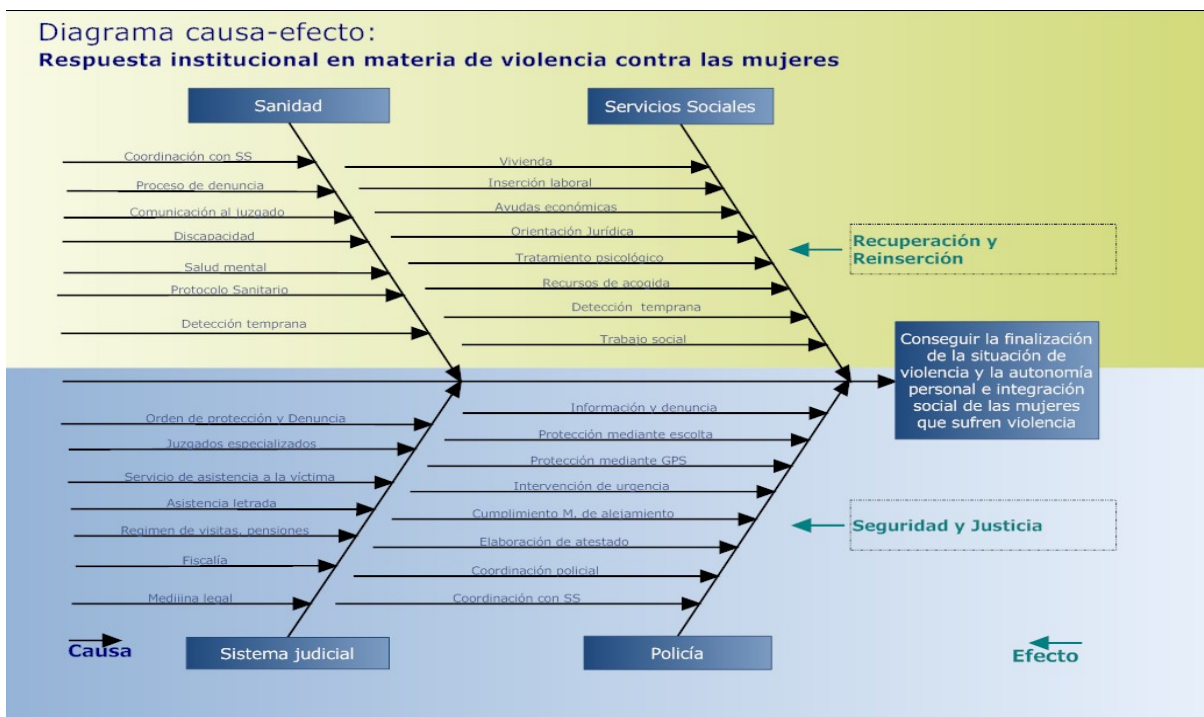 Diagrama causa-efecto:
Respuesta institucional en materia de violencia contra las mujeres
Sanidad
Coordinación con SS
Proceso de denuncia
Comunicación al juzgado
Discapacidad
Salud mental
Protocolo Sanitario
Detección temprana
Servicios Sociales
Vivienda
Inserción laboral
Ayudas económicas
Orientación Jurídica
Tratamiento psicológico
Recursos de acogida
Detección temprana
Trabajo social
Recuperación y
Reinserción
Conseguir la finalización
de la situación de
violencia y la autonomía
personal e integración
social de las mujeres
que sufren violencia
Orden de protección y Denuncia
Juzgados especializados
Servicio de asistencia a la víctima
Asistencia letrada
Regimen de visitas, pensiones
Fiscalía
Medijina legal
Sistema judicial
Información y denuncia
Protección mediante escolta
Protección mediante GPS
Intervención de urgencia
Cumplimiento M. de alejamiento
Elaboración de atestado
Coordinación policial
Coordinación con SS
Policía
Seguridad y Justicia
Causa
Efecto